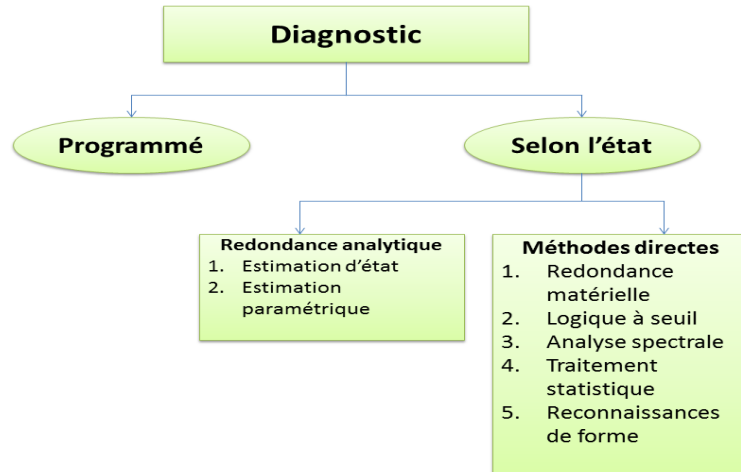 Diagnostic
Programmé
Selon l'état
Redondance analytique
1. Estimation d'état
2. Estimation
paramétrique
Méthodes directes
1. Redondance
matérielle
2. Logique à seuil
3. Analyse spectrale
4. Traitement
statistique
5. Reconnaissances
de forme